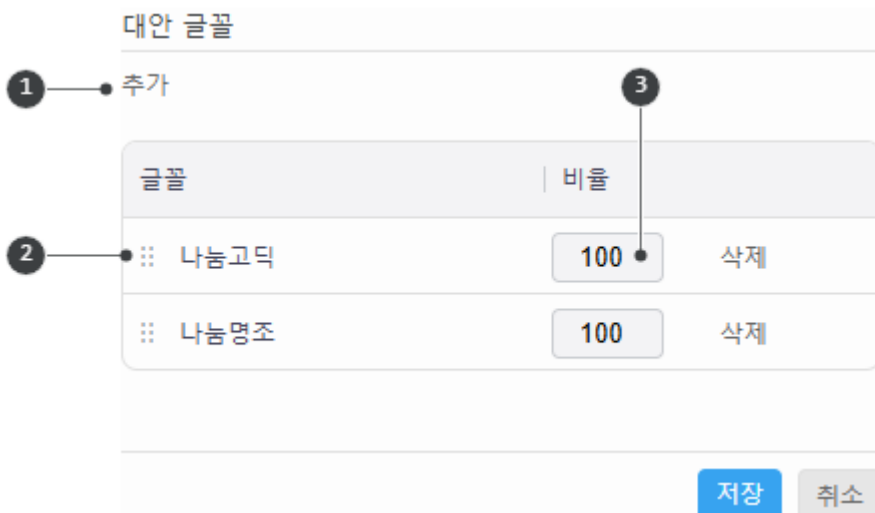 대안 글꼴
1 추가
3
글꼴 비율
2 나눔고딕 100 삭제
나눔명조 100 삭제
저장 취소